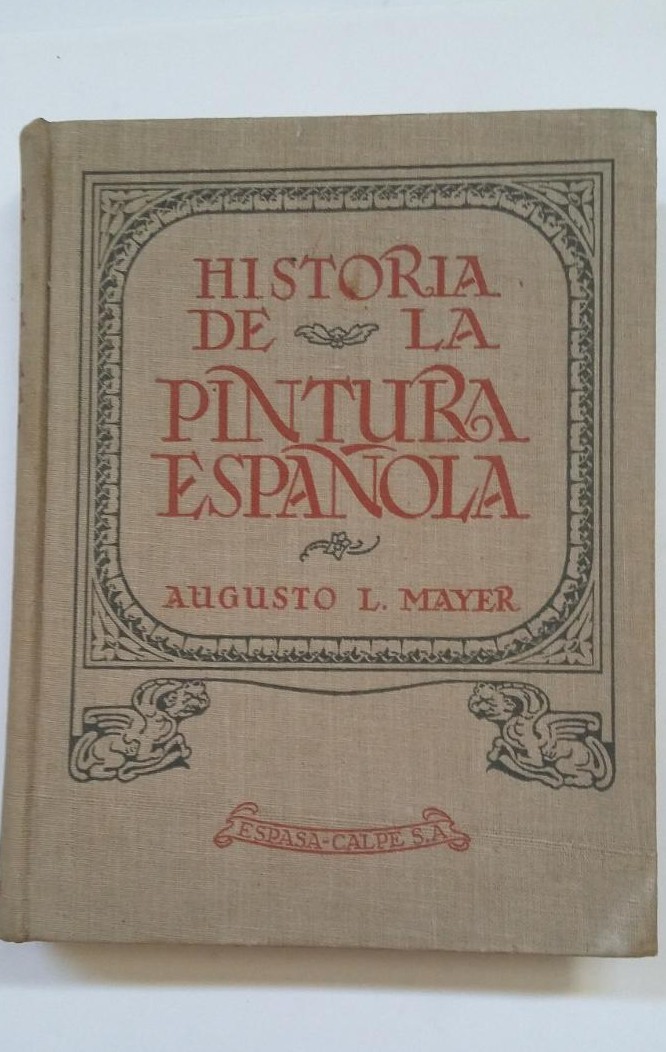 HISTORIA
DE LA
PINTURA
ESPAÑOLA
AUGUSTO L. MAYER
ESPASA-CALPE S.A.